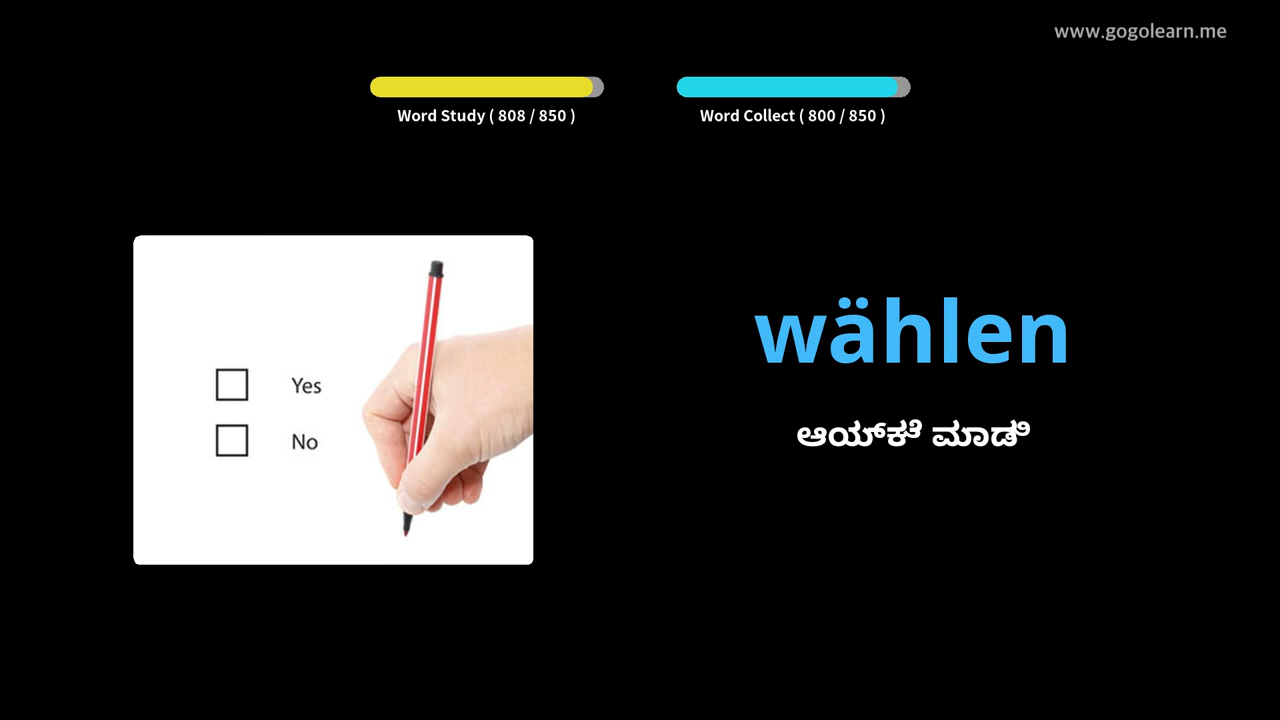 www.gogolearn.me
Word Study ( 808 / 850 )
Word Collect ( 800 / 850 )
Yes
No
wählen
ಆಯ್ಕೆ ಮಾಡಿ